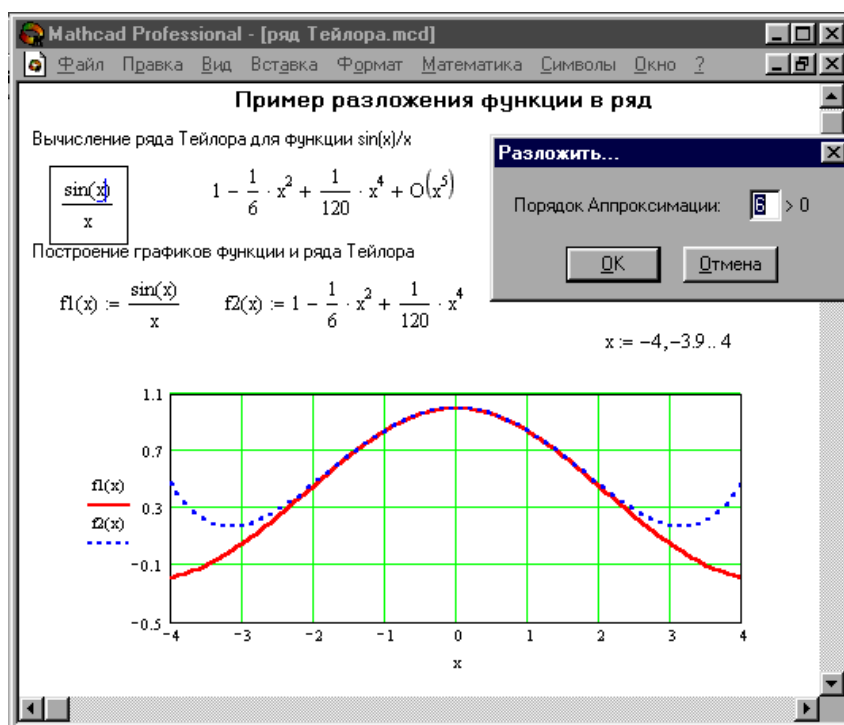 Mathcad Professional - [ряд Тейлора.mcd]
Файл Правка Вид Вставка Формат Математика Символы Окно ?
Пример разложения функции в ряд
Вычисление ряда Тейлора для функции sin(x)/x
sin(x)
x
1 − 1/6 · x^2 + 1/120 · x^4 + O(x^5)
Разложить...
Порядок Аппроксимации: 6 > 0
OK Отмена
Построение графиков функции и ряда Тейлора
f1(x) := sin(x)/x f2(x) := 1 − 1/6 · x^2 + 1/120 · x^4
x := −4,−3.9.. 4
1.1
0.7
0.3
−0.1
−0.5
f1(x)
f2(x)
−4 −3 −2 −1 0 1 2 3 4
x